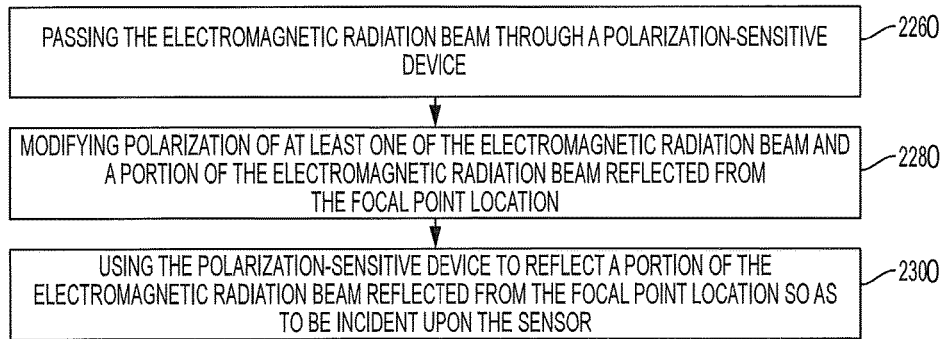 PASSING THE ELECTROMAGNETIC RADIATION BEAM THROUGH A POLARIZATION-SENSITIVE
DEVICE
2260
MODIFYING POLARIZATION OF AT LEAST ONE OF THE ELECTROMAGNETIC RADIATION BEAM AND
A PORTION OF THE ELECTROMAGNETIC RADIATION BEAM REFLECTED FROM
THE FOCAL POINT LOCATION
2280
USING THE POLARIZATION-SENSITIVE DEVICE TO REFLECT A PORTION OF THE
ELECTROMAGNETIC RADIATION BEAM REFLECTED FROM THE FOCAL POINT LOCATION SO AS
TO BE INCIDENT UPON THE SENSOR
2300